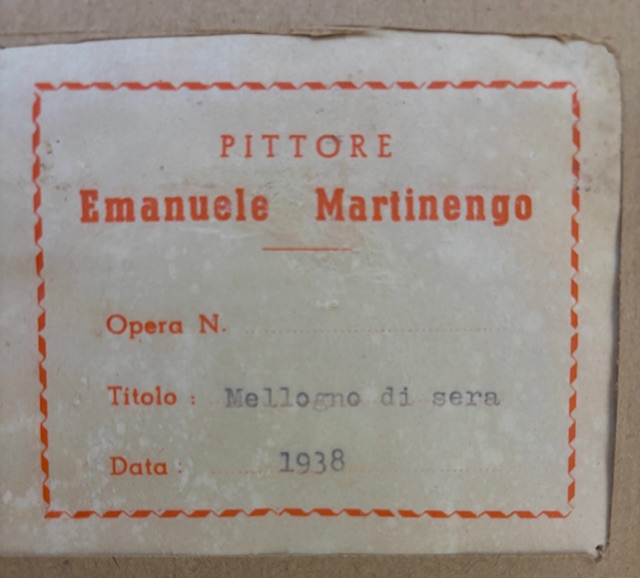 PITTORE
Emanuele Martinengo
Opera N.
Titolo : Mellogno di sera
Data : 1938